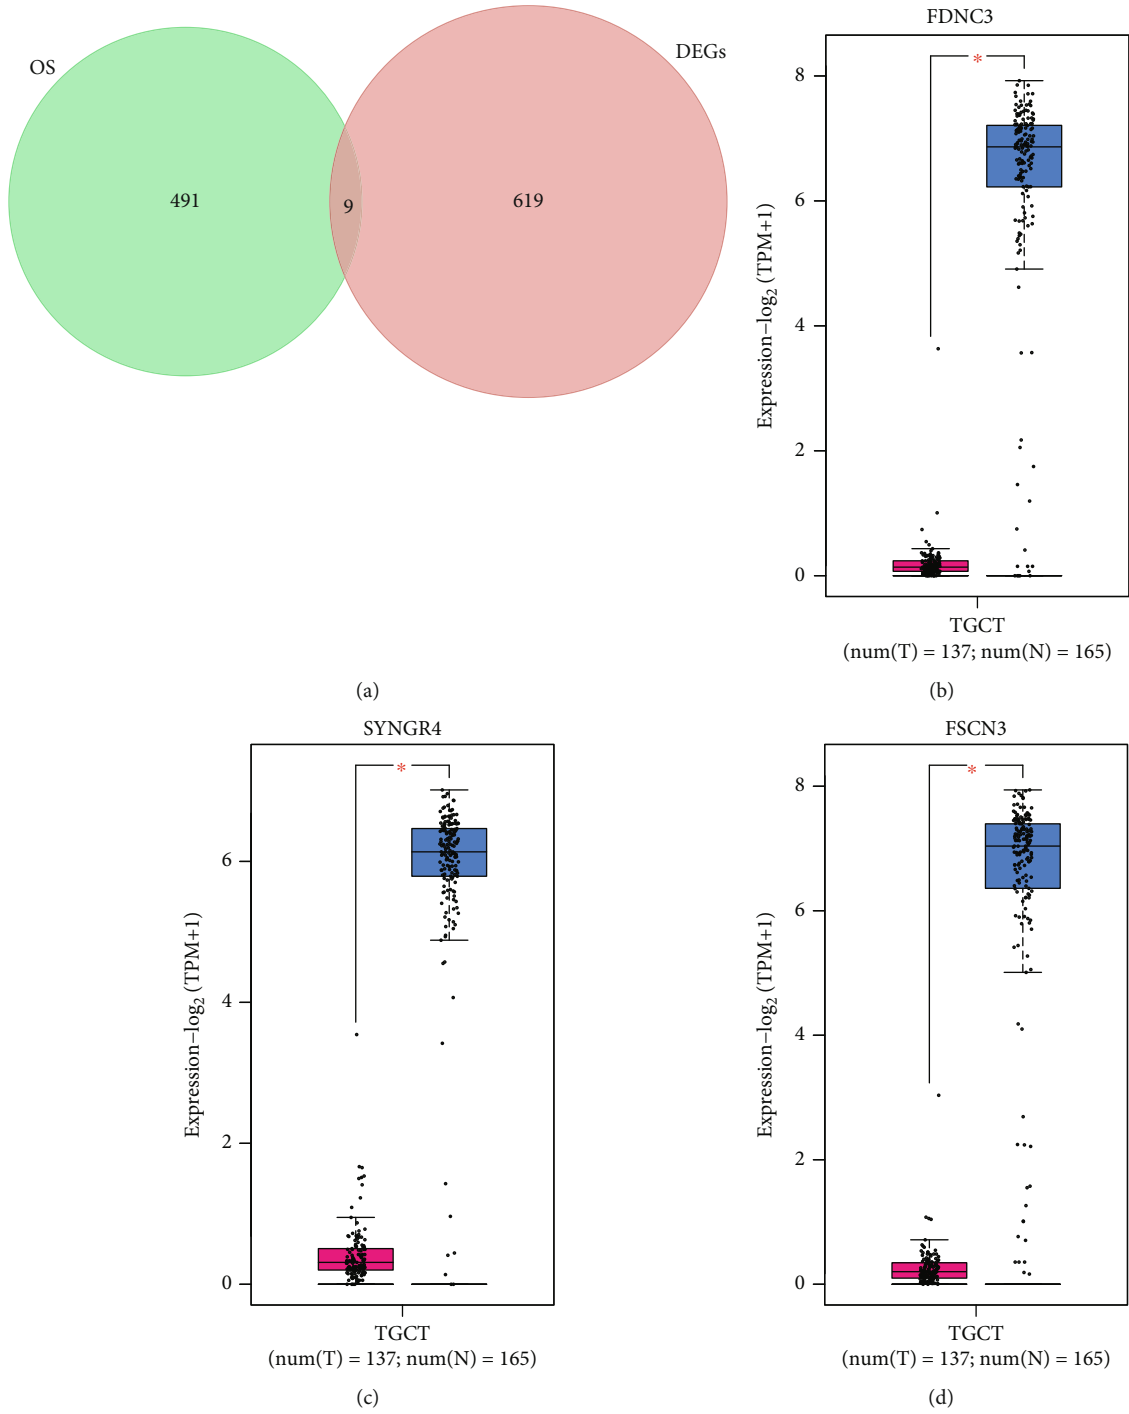 OS
DEGs
491
9
619
(a)
FDNC3
*
8
6
4
2
0
Expression−log₂ (TPM+1)
TGCT
(num(T) = 137; num(N) = 165)
(b)
SYNGR4
*
6
4
2
0
Expression−log₂ (TPM+1)
TGCT
(num(T) = 137; num(N) = 165)
(c)
FSCN3
*
8
6
4
2
0
Expression−log₂ (TPM+1)
TGCT
(num(T) = 137; num(N) = 165)
(d)